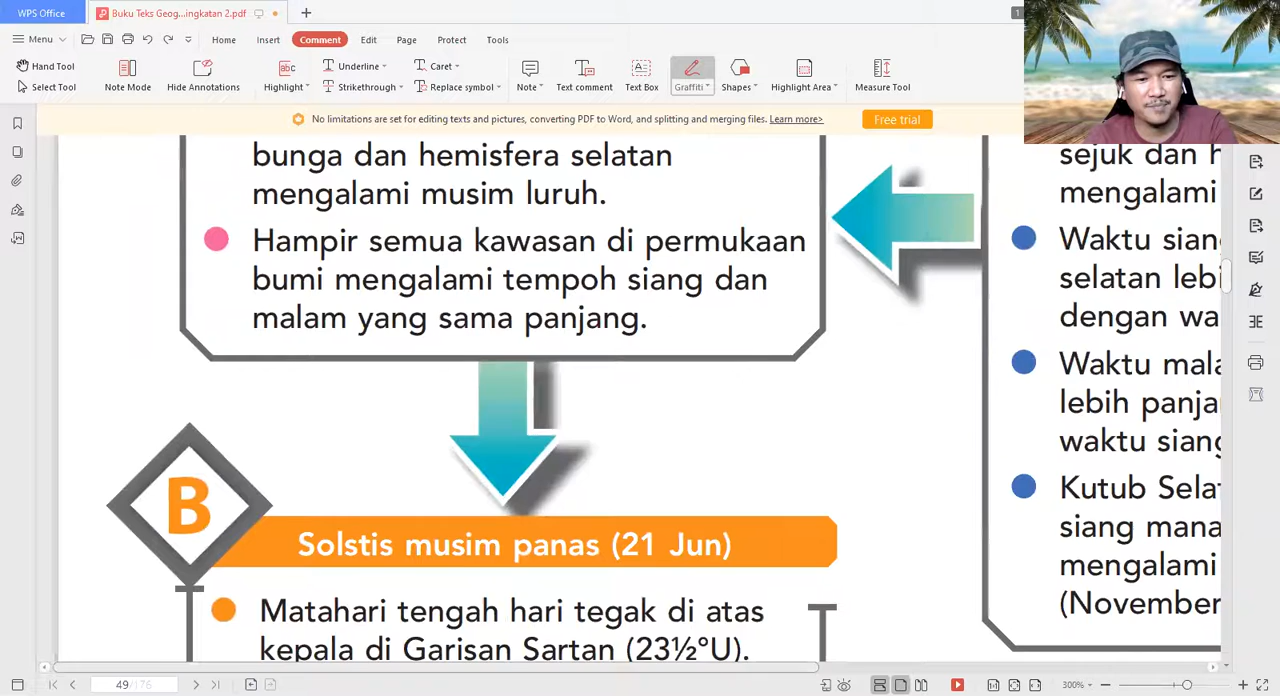 WPS Office
Buku Teks Geog...ingkatan 2.pdf
1
Menu
Home
Insert
Comment
Edit
Page
Protect
Tools
Hand Tool
Select Tool
Note Mode
Hide Annotations
Highlight
Underline
Strikethrough
Caret
Replace symbol
Note
Text comment
Text Box
Graffiti
Shapes
Highlight Area
Measure Tool
No limitations are set for editing texts and pictures, converting PDF to Word, and splitting and merging files. Learn more>
Free trial
bunga dan hemisfera selatan
mengalami musim luruh.
Hampir semua kawasan di permukaan
bumi mengalami tempoh siang dan
malam yang sama panjang.
B
Solstis musim panas (21 Jun)
Matahari tengah hari tegak di atas
kepala di Garisan Sartan (23½°U).
sejuk dan h
mengalami
Waktu siang
selatan lebi
dengan wa
Waktu mala
lebih panja
waktu siang
Kutub Selat
siang mana
mengalami
(November
49/176
300%